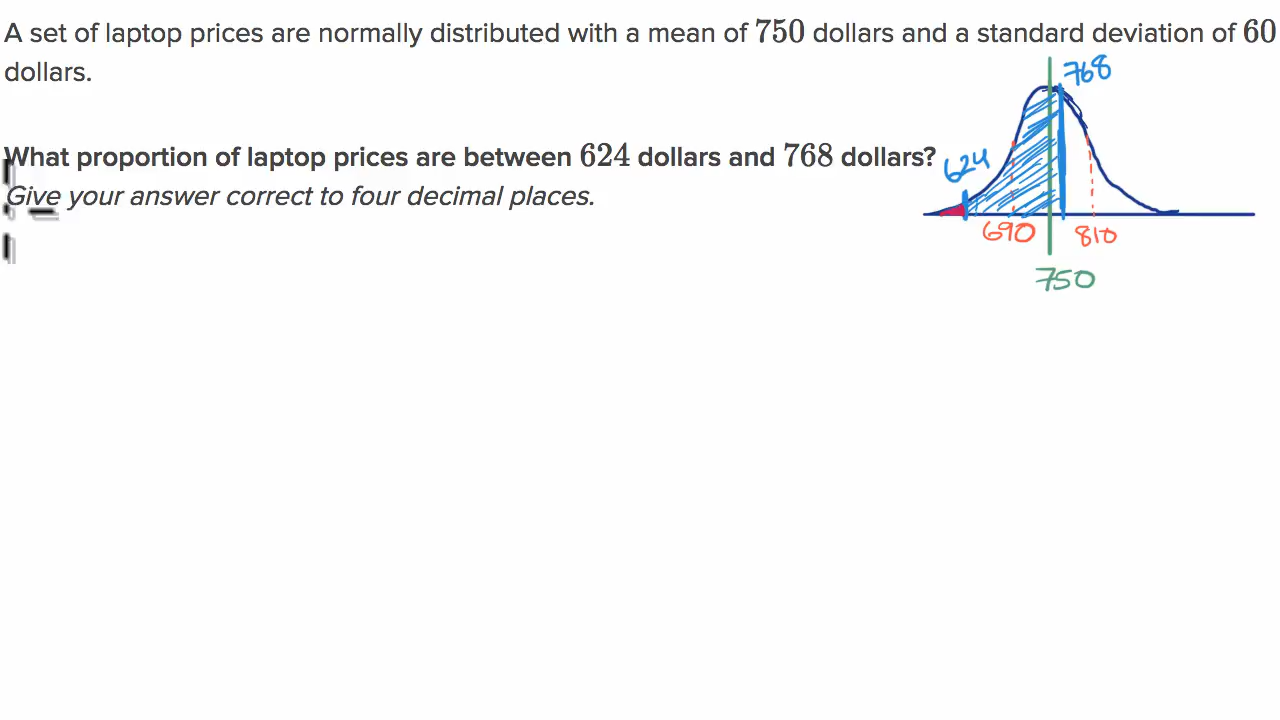 A set of laptop prices are normally distributed with a mean of 750 dollars and a standard deviation of 60
dollars.
768
What proportion of laptop prices are between 624 dollars and 768 dollars?
624
Give your answer correct to four decimal places.
690 810
750